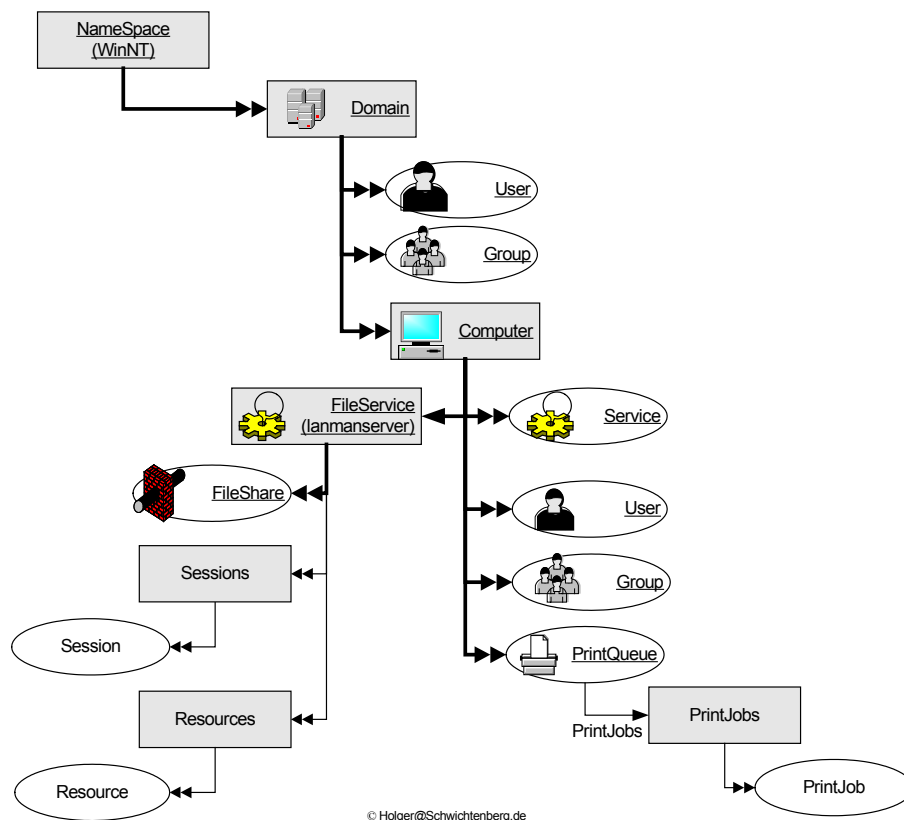 NameSpace
(WinNT)
Domain
User
Group
Computer
FileService
(lanmanserver)
Service
FileShare
User
Sessions
Group
Session
PrintQueue
Resources
PrintJobs
PrintJobs
Resource
PrintJob
© Holger@Schwichtenberg.de